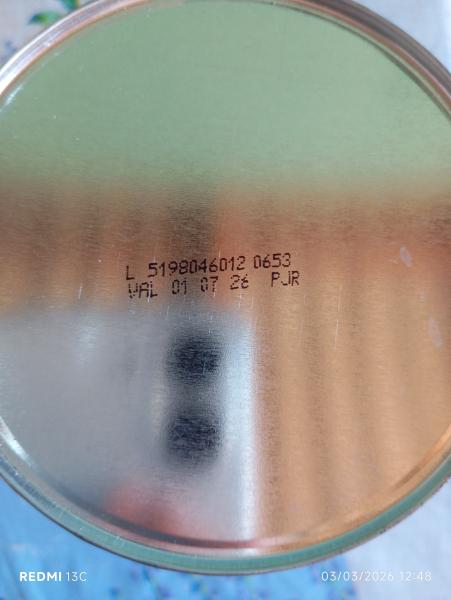 L 5198046012 0653
VAL 01 07 26 PJR
REDMI 13C
03/03/2026 12:48